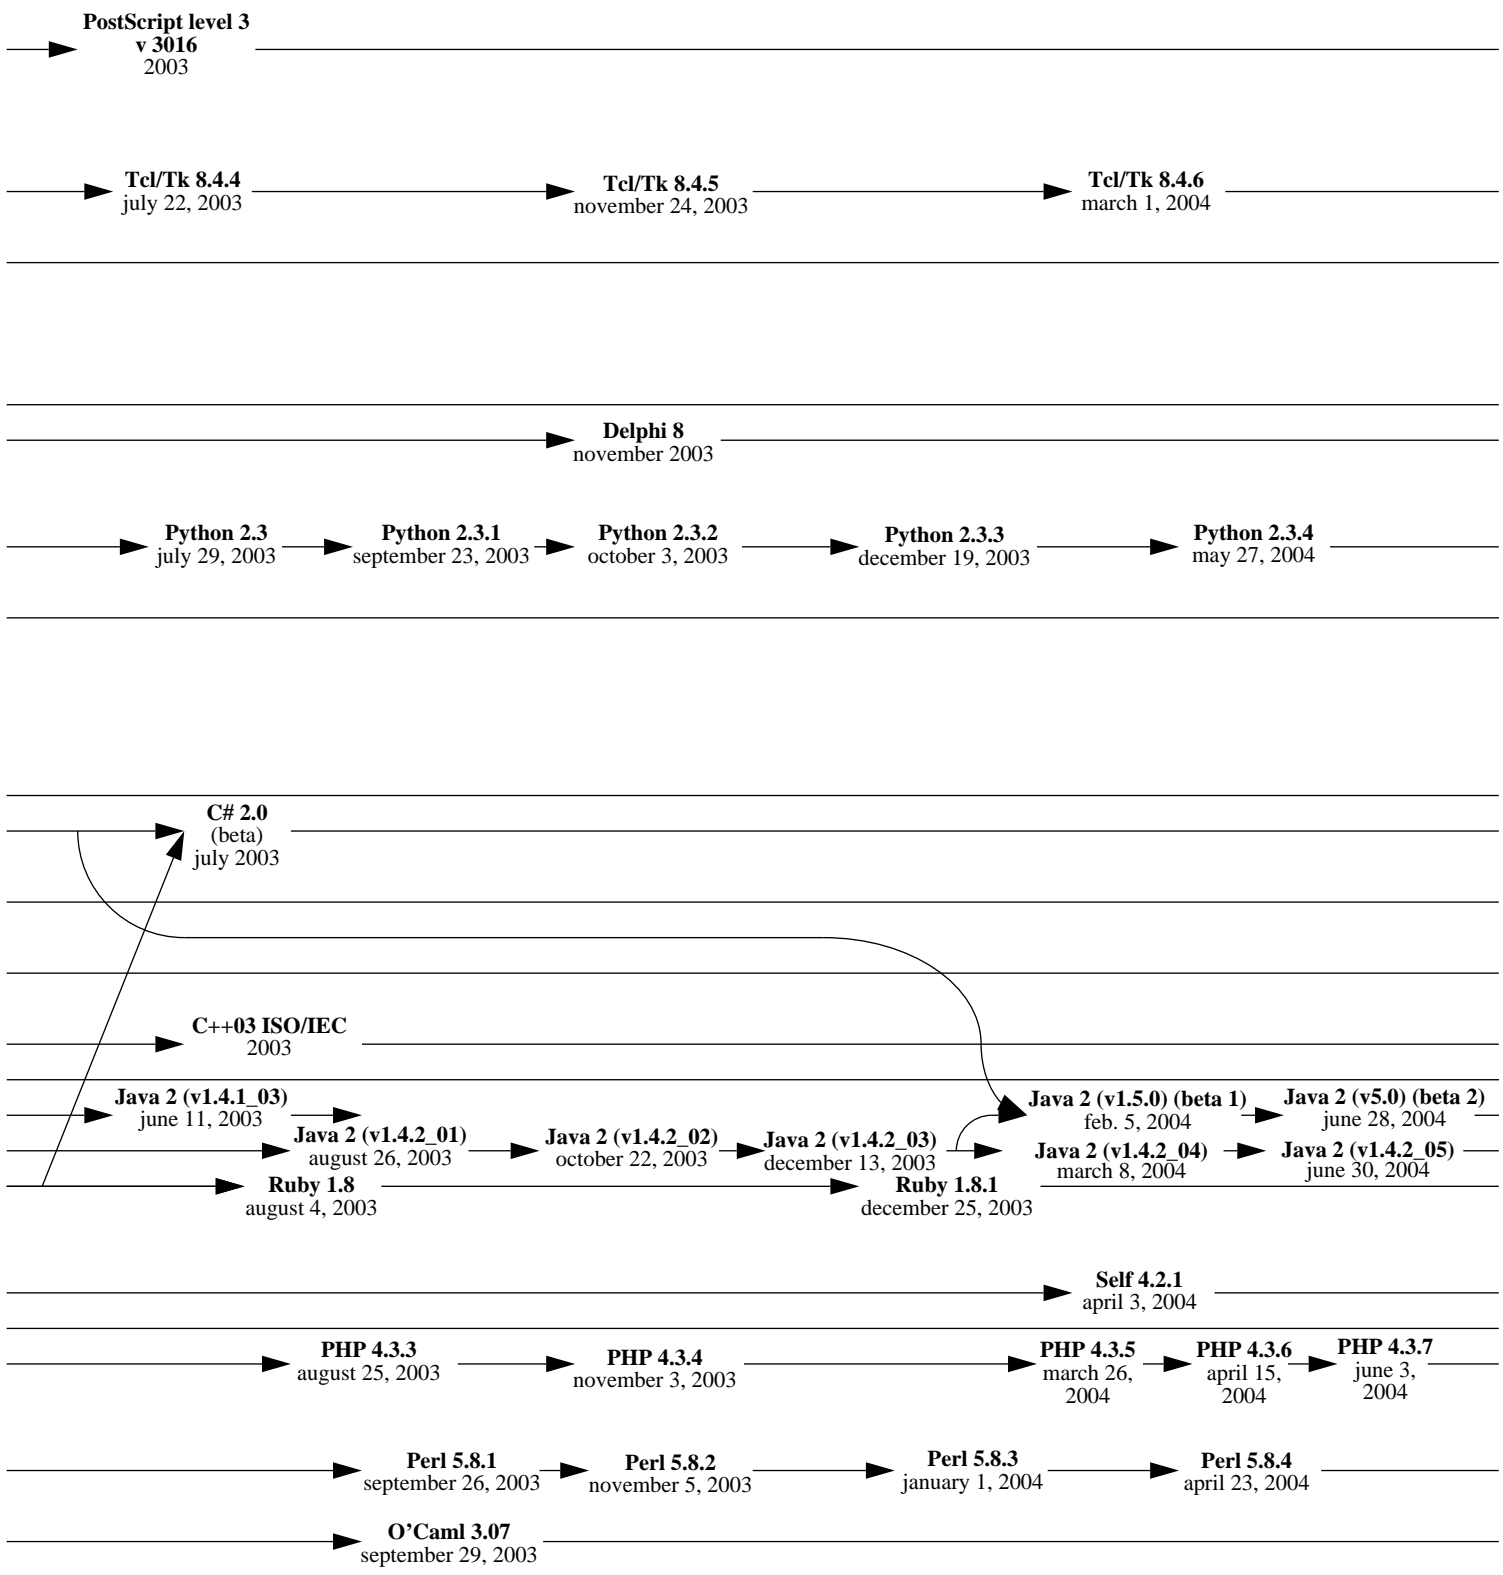 PostScript level 3
v 3016
2003
Tcl/Tk 8.4.4
july 22, 2003
Tcl/Tk 8.4.5
november 24, 2003
Tcl/Tk 8.4.6
march 1, 2004
Delphi 8
november 2003
Python 2.3
july 29, 2003
Python 2.3.1
september 23, 2003
Python 2.3.2
october 3, 2003
Python 2.3.3
december 19, 2003
Python 2.3.4
may 27, 2004
C# 2.0
(beta)
july 2003
C++03 ISO/IEC
2003
Java 2 (v1.4.1_03)
june 11, 2003
Java 2 (v1.5.0) (beta 1)
feb. 5, 2004
Java 2 (v5.0) (beta 2)
june 28, 2004
Java 2 (v1.4.2_01)
august 26, 2003
Java 2 (v1.4.2_02)
october 22, 2003
Java 2 (v1.4.2_03)
december 13, 2003
Java 2 (v1.4.2_04)
march 8, 2004
Java 2 (v1.4.2_05)
june 30, 2004
Ruby 1.8
august 4, 2003
Ruby 1.8.1
december 25, 2003
Self 4.2.1
april 3, 2004
PHP 4.3.3
august 25, 2003
PHP 4.3.4
november 3, 2003
PHP 4.3.5
march 26,
2004
PHP 4.3.6
april 15,
2004
PHP 4.3.7
june 3,
2004
Perl 5.8.1
september 26, 2003
Perl 5.8.2
november 5, 2003
Perl 5.8.3
january 1, 2004
Perl 5.8.4
april 23, 2004
O’Caml 3.07
september 29, 2003